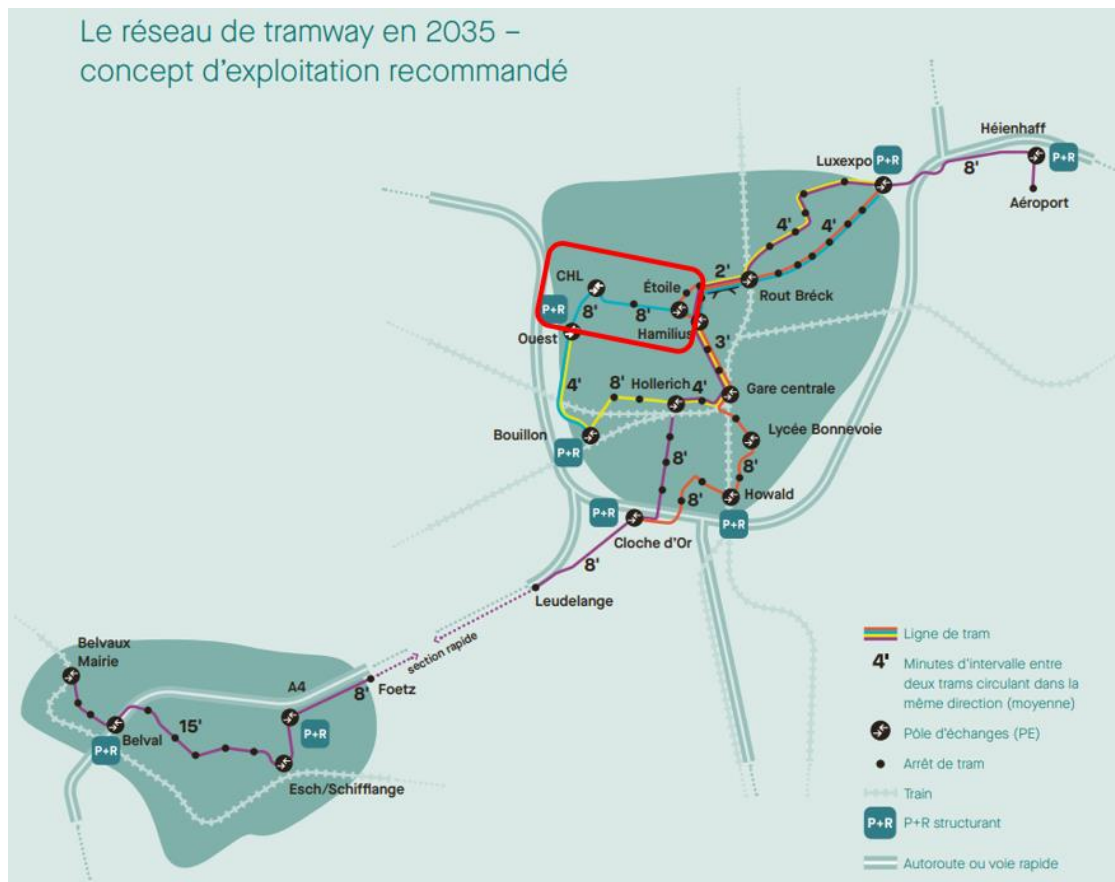 Le réseau de tramway en 2035 –
concept d'exploitation recommandé
Héienhaff
Luxexpo
P+R
P+R
8'
Aéroport
4'
4'
CHL
Étoile
2'
Rout Bréck
P+R
8'
8'
Hamilius
Ouest
3'
4'
8'
Hollerich
4'
Gare centrale
Bouillon
Lycée Bonnevoie
P+R
8'
8'
Howald
8'
P+R
P+R
Cloche d'Or
8'
Leudelange
section rapide
Belvaux
Mairie
A4
8'
Foetz
15'
P+R
Belval
P+R
Esch/Schifflange
Ligne de tram
4'
Minutes d'intervalle entre
deux trams circulant dans la
même direction (moyenne)
Pôle d'échanges (PE)
Arrêt de tram
Train
P+R
P+R structurant
Autoroute ou voie rapide